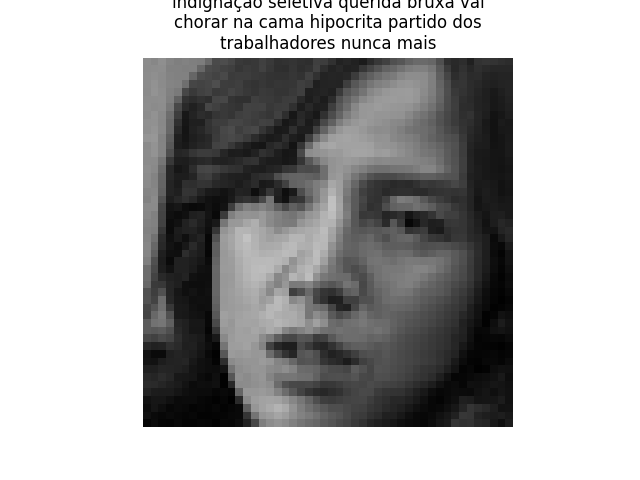 indignação seletiva querida bruxa vai
chorar na cama hipocrita partido dos
trabalhadores nunca mais